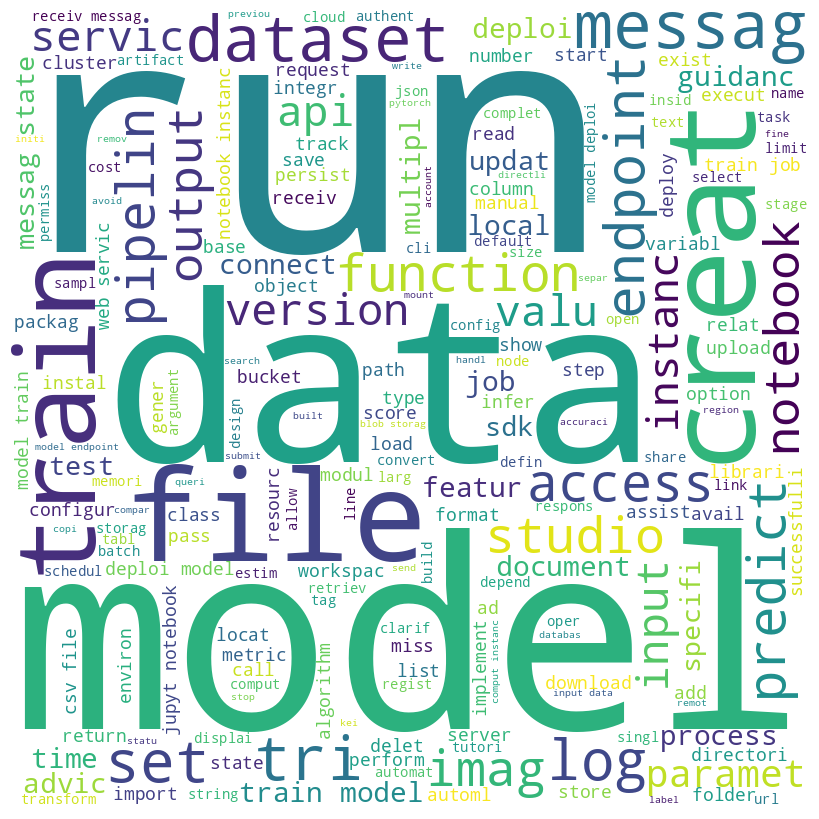 receiv messag
previou
cloud
authent
servic
dataset
deploi
messag
cluster
artifact
write
number
start
exist
guidanc
request
integr
api
json
pytorch
complet
insid
execut
name
run
endpoint
text
task
fine
limit
messag state
permiss
remov
initi
cost
avoid
pipelin
output
notebook instanc
track
save
persist
receiv
multipl
account
read
directli
updat
column
manual
local
default
model deploi
deploy
train job
select
stage
creat
web servic
base
cli
size
variabl
sampl
connect
object
function
separ
instanc
notebook
packag
train
version
mount
config
valu
open
relat
upload
data
search
show
handl
node
instal
gener
argument
bucket
path
job
step
option
region
model train
design
type
infer
built
score
blob storag
sdk
accuraci
model endpoint
load
convert
defin
share
test
submit
file
modul
larg
access
librari
memori
queri
featur
link
configur
copi
compar
class
resourc
allow
line
format
respons
assist
avail
successfulli
storag
tabl
batch
pass
send
build
studio
predict
schedul
deploi model
estim
workspac
document
depend
retriev
tag
model
input
ad
specifi
csv file
environ
jupyt notebook
locat
metric
clarif
miss
oper
databas
call
list
implement
comput instanc
download
add
comput
regist
input data
remot
stop
algorithm
kei
return
statu
displai
delet
server
singl
process
time
set
state
tri
perform
tutori
log
directori
advic
automat
imag
paramet
transform
import
string
train model
automl
store
label
folder
url